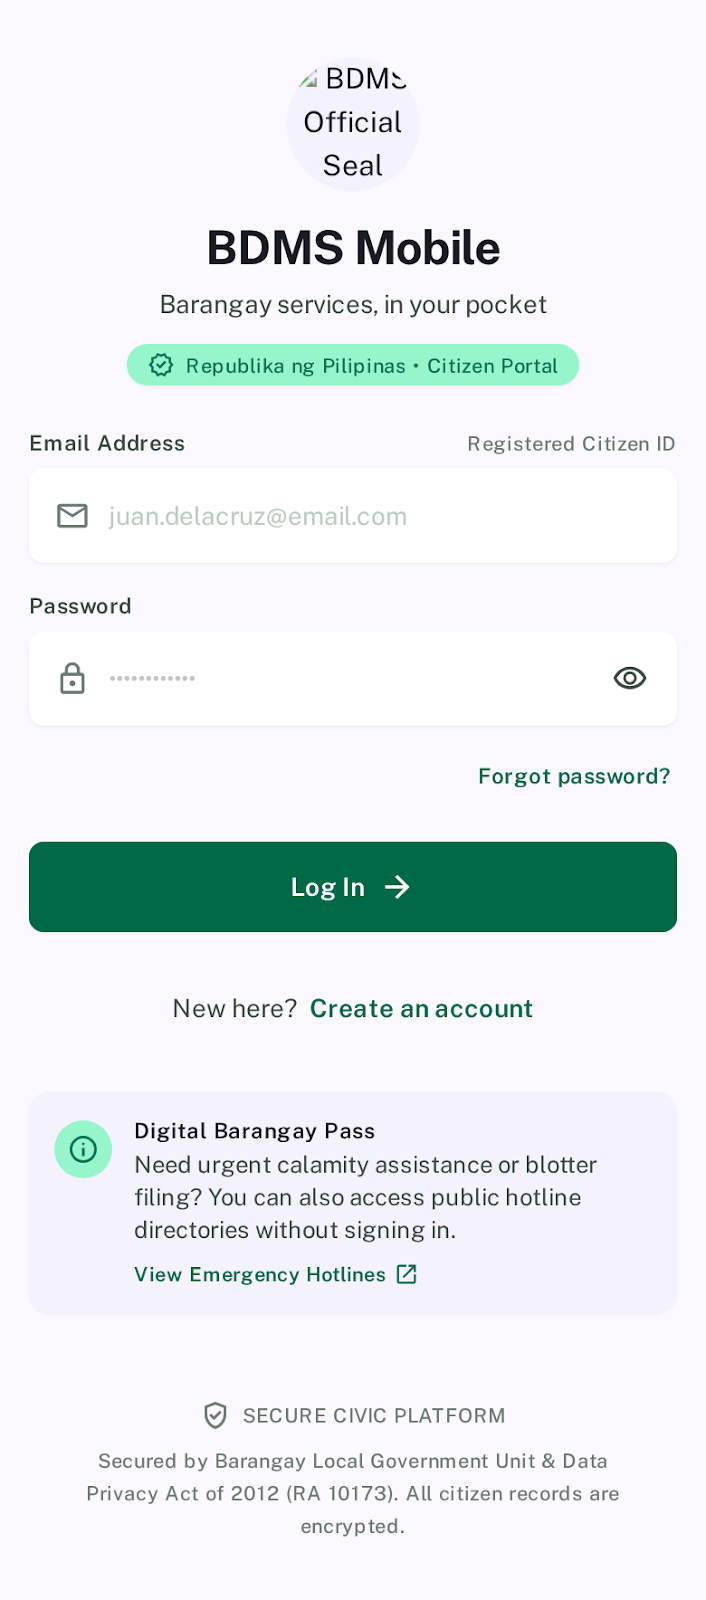 BDMS
Official
Seal
BDMS Mobile
Barangay services, in your pocket
Republika ng Pilipinas • Citizen Portal
Email Address
Registered Citizen ID
juan.delacruz@email.com
Password
••••••••••••
Forgot password?
Log In
New here? Create an account
Digital Barangay Pass
Need urgent calamity assistance or blotter
filing? You can also access public hotline
directories without signing in.
View Emergency Hotlines
SECURE CIVIC PLATFORM
Secured by Barangay Local Government Unit & Data
Privacy Act of 2012 (RA 10173). All citizen records are
encrypted.